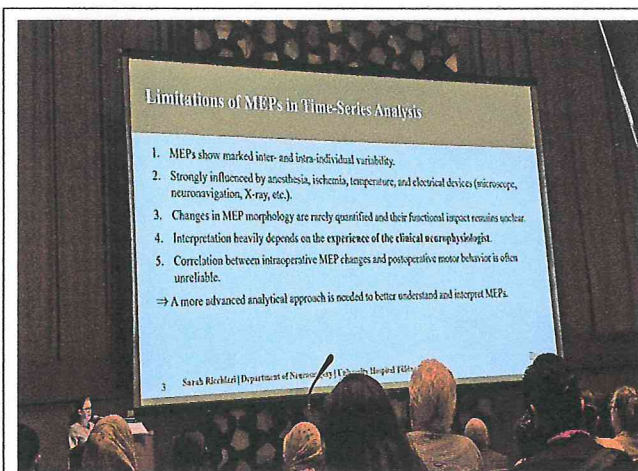 Limitations of MEPs in Time-Series Analysis
1. MEPs show marked inter- and intra-individual variability.
2. Strongly influenced by anesthesia, ischemia, temperature, and electrical devices (microscope,
neuronavigation, X-ray, etc.).
3. Changes in MEP morphology are rarely quantified and their functional impact remains unclear.
4. Interpretation heavily depends on the experience of the clinical neurophysiologist.
5. Correlation between intraoperative MEP changes and postoperative motor behavior is often
unreliable.
⇒ A more advanced analytical approach is needed to better understand and interpret MEPs.
3 Sarah | Department of Neurosurgery | University Hospital